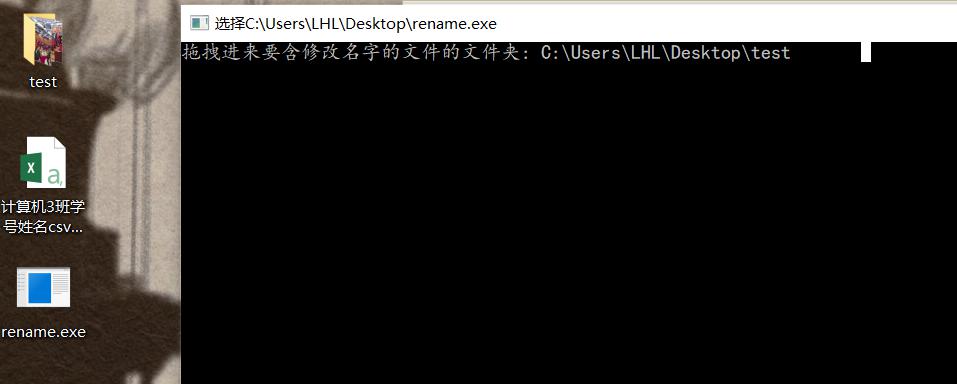 选择C:\Users\LHL\Desktop\rename.exe
拖拽进来要含修改名字的文件的文件夹: C:\Users\LHL\Desktop\test
test
X
a,
计算机3班学
号姓名csv...
rename.exe